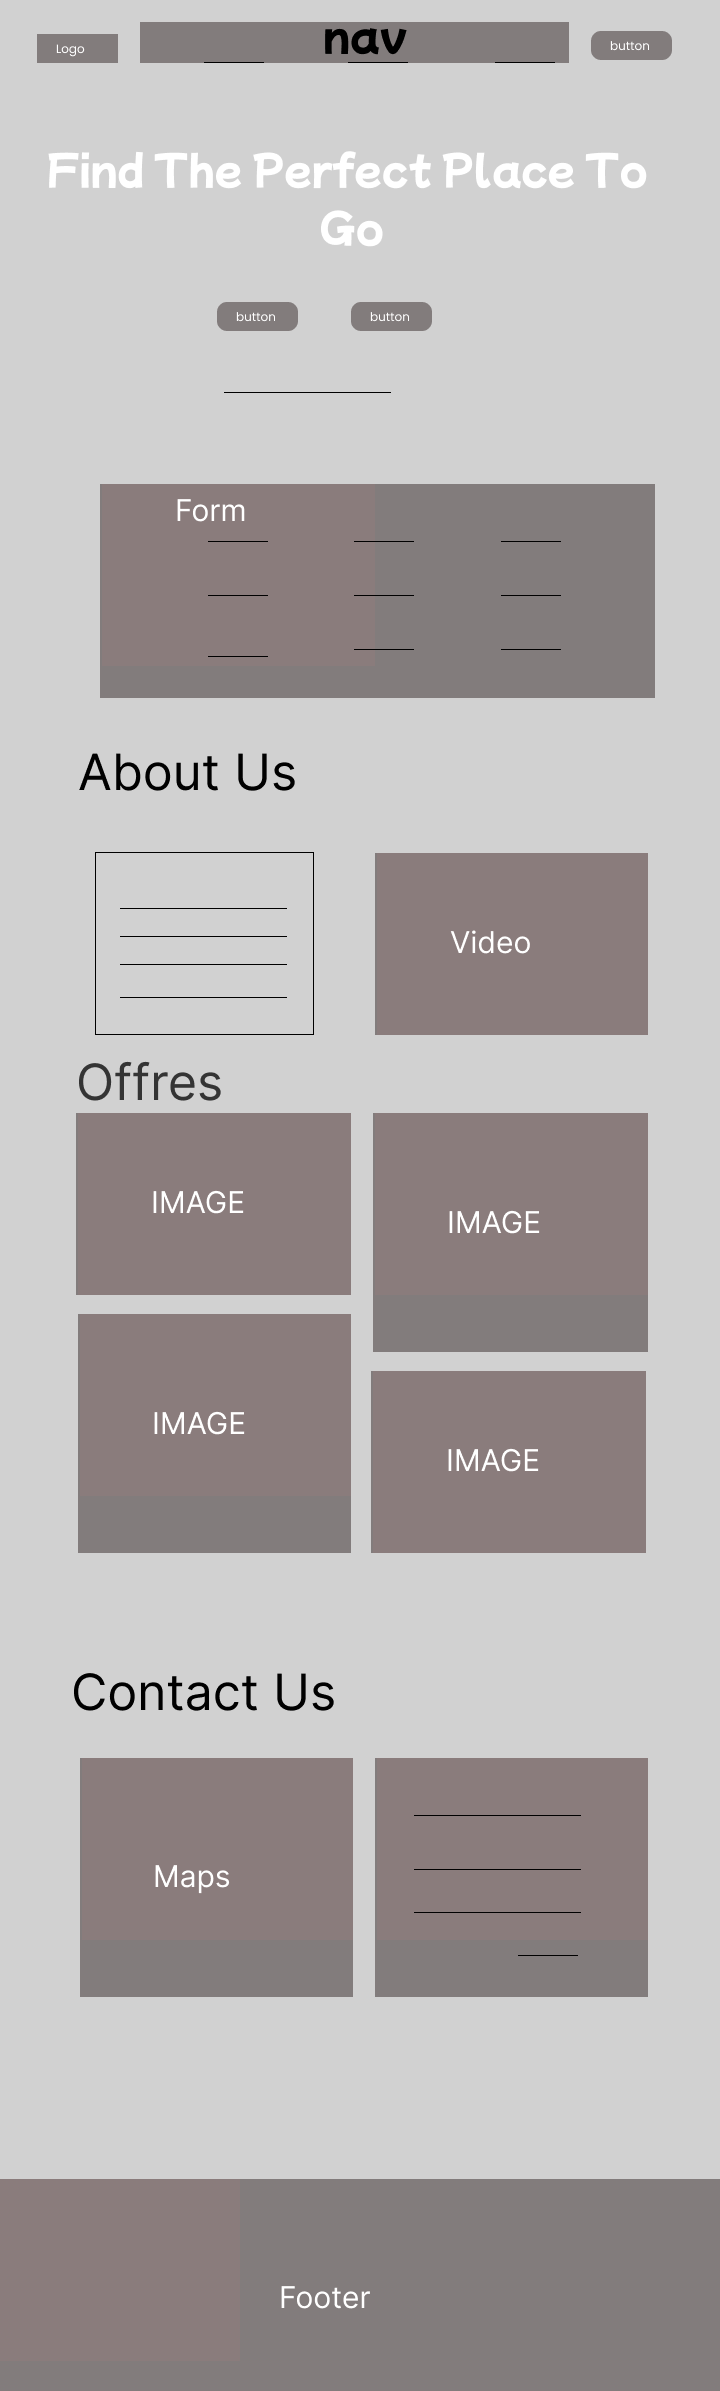 Logo
nav
button
Find The Perfect Place To
Go
button
button
Form
About Us
Video
Offres
IMAGE
IMAGE
IMAGE
IMAGE
Contact Us
Maps
Footer